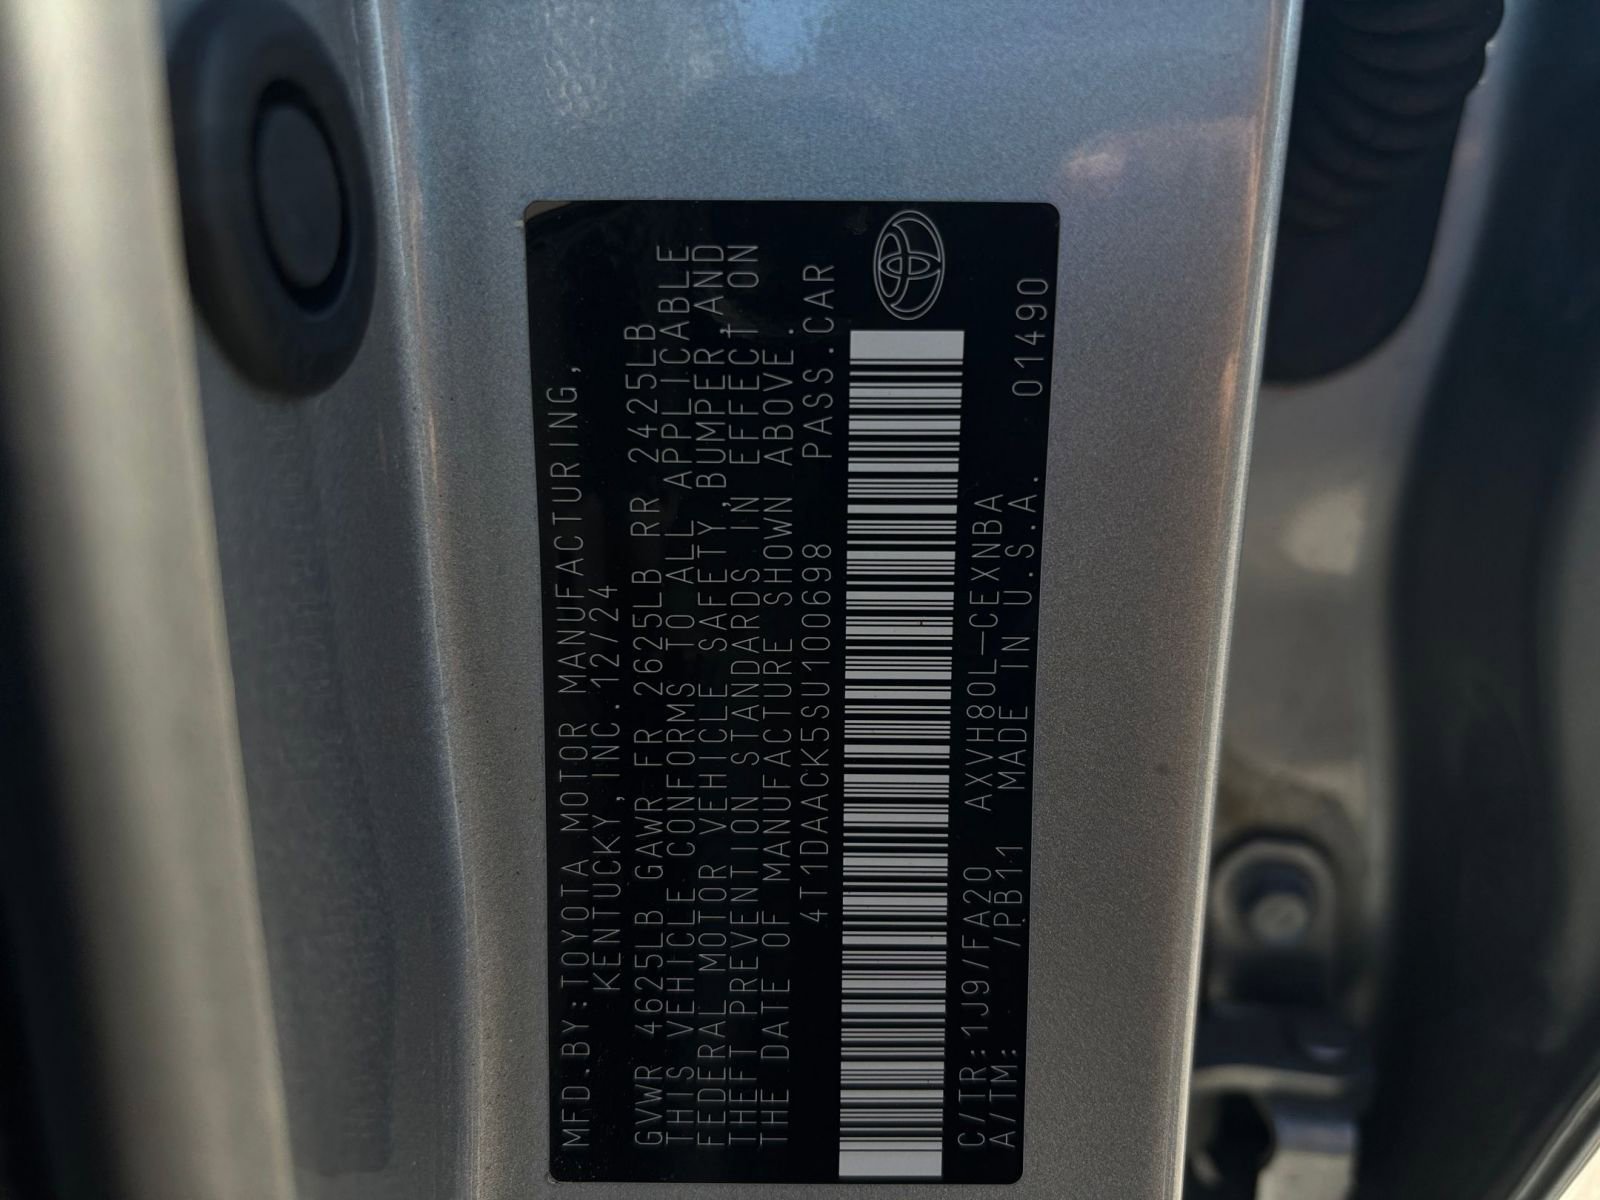 MFD.BY:TOYOTA MOTOR MANUFACTURING,
KENTUCKY,INC.12/24
GVWR 4625LB GAWR FR 2625LB RR 2425LB
THIS VEHICLE CONFORMS TO ALL APPLICABLE
FEDERAL MOTOR VEHICLE SAFETY,BUMPER,AND
THEFT PREVENTION STANDARDS IN EFFECT ON
THE DATE OF MANUFACTURE SHOWN ABOVE.
4T1DAACK5SU100698 PASS.CAR
C/TR:1J9/FA20 AXVH80L-CEXNBA
A/TM: /PB11 MADE IN U.S.A. 01490